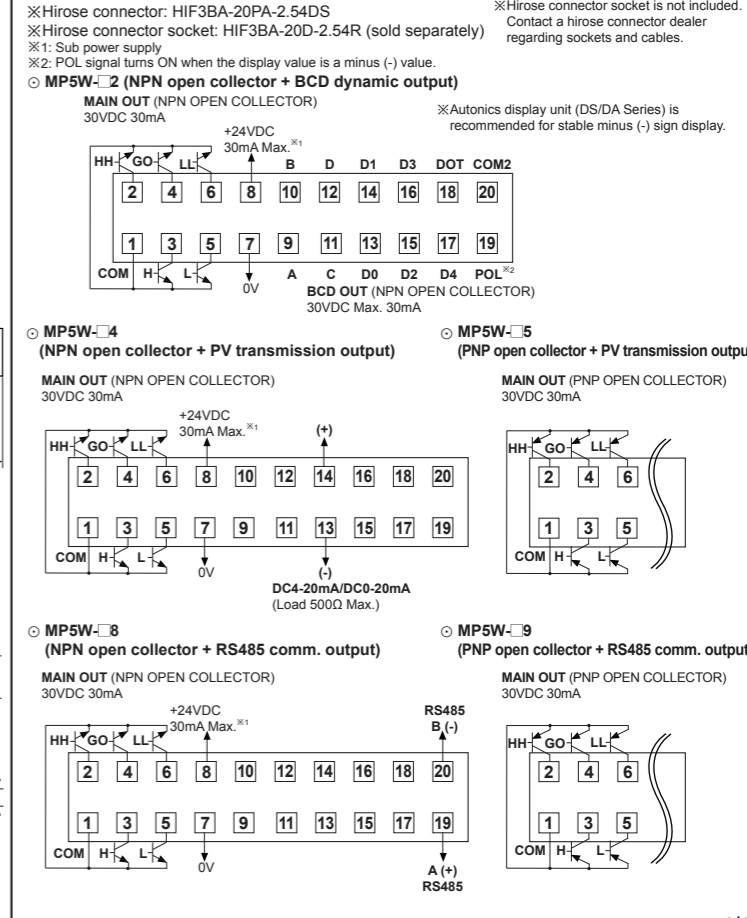 ※Hirose connector: HIF3BA-20PA-2.54DS
※Hirose connector socket: HIF3BA-20D-2.54R (sold separately)
※1: Sub power supply
※2: POL signal turns ON when the display value is a minus (-) value.
※Hirose connector socket is not included.
Contact a hirose connector dealer
regarding sockets and cables.
⊙ MP5W-□2 (NPN open collector + BCD dynamic output)
MAIN OUT (NPN OPEN COLLECTOR)
30VDC 30mA
※Autonics display unit (DS/DA Series) is
recommended for stable minus (-) sign display.
+24VDC
30mA Max.※1
HH GO LL B D D1 D3 DOT COM2
2 4 6 8 10 12 14 16 18 20
1 3 5 7 9 11 13 15 17 19
COM H L 0V A C D0 D2 D4 POL※2
BCD OUT (NPN OPEN COLLECTOR)
30VDC Max. 30mA
⊙ MP5W-□4
(NPN open collector + PV transmission output)
MAIN OUT (NPN OPEN COLLECTOR)
30VDC 30mA
+24VDC
30mA Max.※1 (+)
HH GO LL
2 4 6 8 10 12 14 16 18 20
1 3 5 7 9 11 13 15 17 19
COM H L 0V (-)
DC4-20mA/DC0-20mA
(Load 500Ω Max.)
⊙ MP5W-□5
(PNP open collector + PV transmission outpu
MAIN OUT (PNP OPEN COLLECTOR)
30VDC 30mA
HH GO LL
2 4 6
1 3 5
COM H L
⊙ MP5W-□8
(NPN open collector + RS485 comm. output)
MAIN OUT (NPN OPEN COLLECTOR)
30VDC 30mA
+24VDC
30mA Max.※1
RS485
B (-)
HH GO LL
2 4 6 8 10 12 14 16 18 20
1 3 5 7 9 11 13 15 17 19
COM H L 0V A (+)
RS485
⊙ MP5W-□9
(PNP open collector + RS485 comm. output
MAIN OUT (PNP OPEN COLLECTOR)
30VDC 30mA
HH GO LL
2 4 6
1 3 5
COM H L